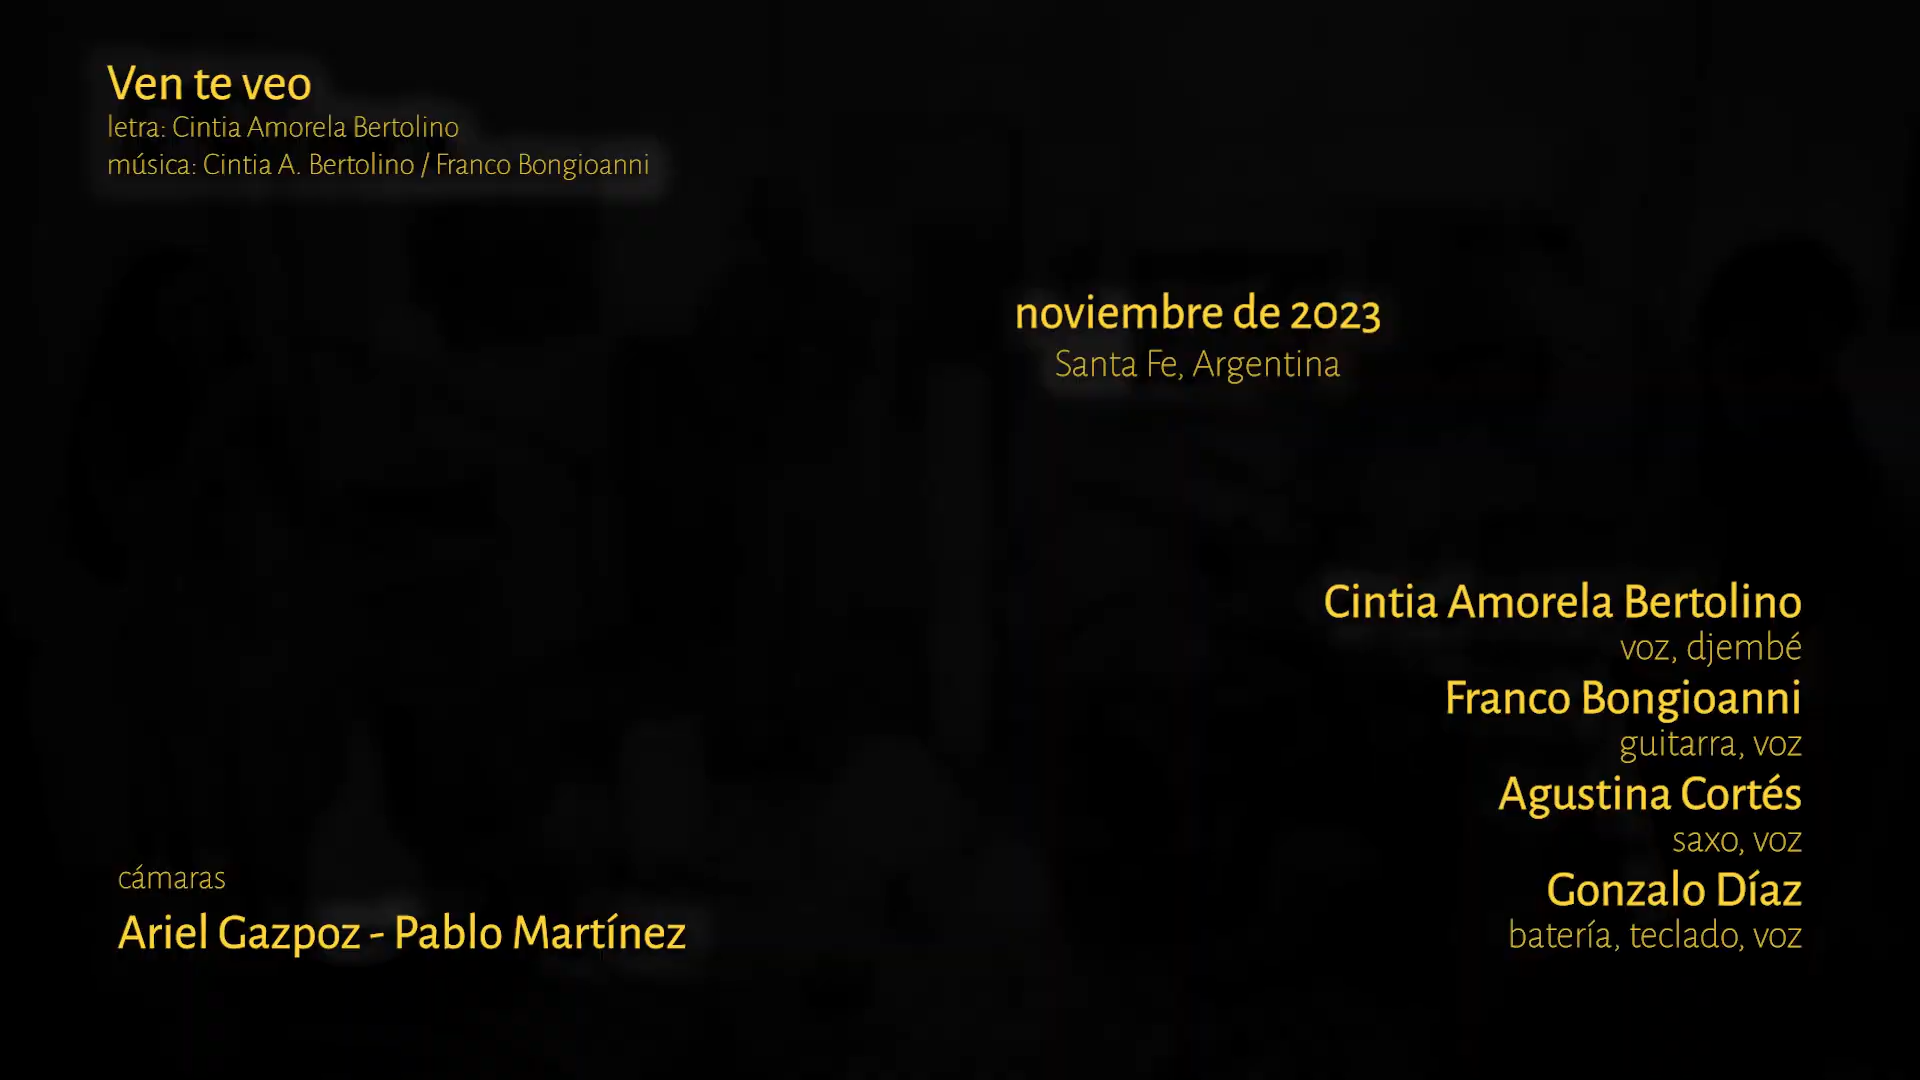 Ven te veo
letra: Cintia Amorela Bertolino
música: Cintia A. Bertolino / Franco Bongioanni
noviembre de 2023
Santa Fe, Argentina
Cintia Amorela Bertolino
voz, djembé
Franco Bongioanni
guitarra, voz
Agustina Cortés
saxo, voz
Gonzalo Díaz
batería, teclado, voz
cámaras
Ariel Gazpoz - Pablo Martínez